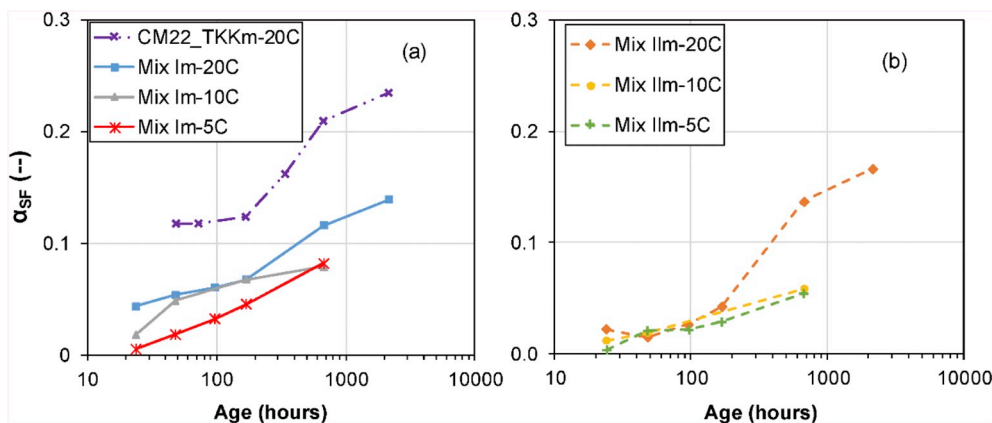 0.3
0.2
0.1
0
αSF (--)
CM22_TKKm-20C
Mix Im-20C
Mix Im-10C
Mix Im-5C
(a)
10 100 1000 10000
Age (hours)
0.3
0.2
0.1
0.0
Mix IIm-20C
Mix IIm-10C
Mix IIm-5C
(b)
10 100 1000 10000
Age (hours)